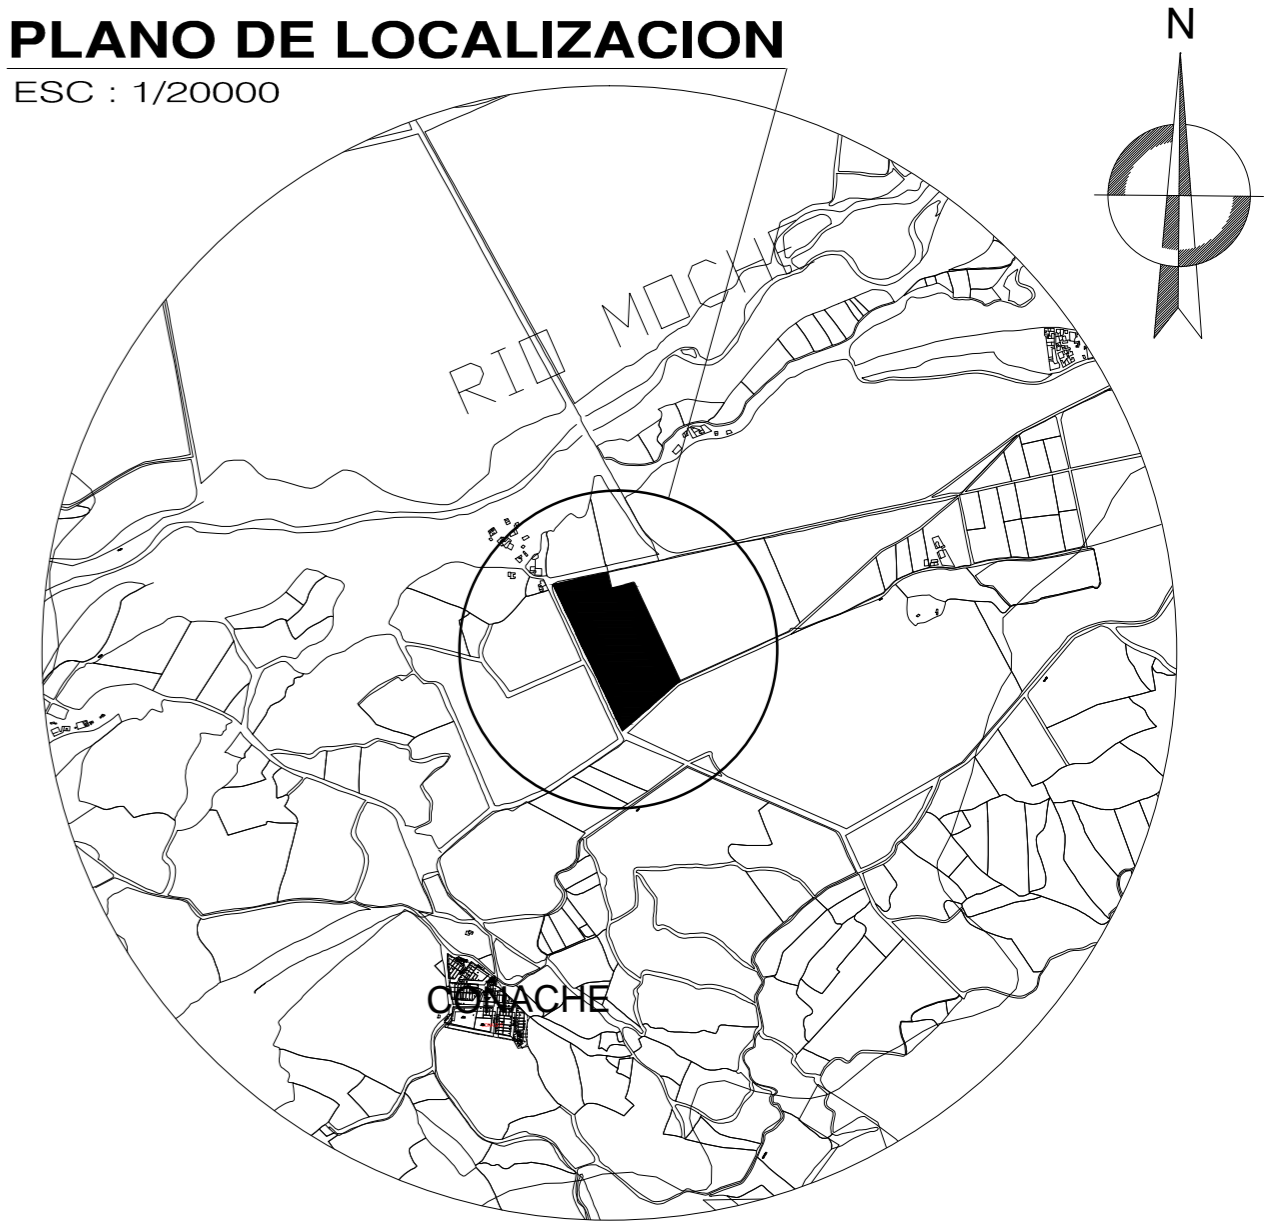 PLANO DE LOCALIZACION
N
ESC : 1/20000
RIO MOCHE
CONACHE